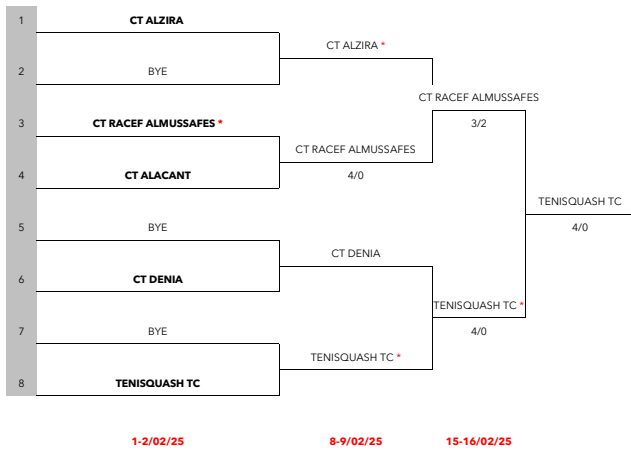 1 CT ALZIRA
CT ALZIRA *
2 BYE
CT RACEF ALMUSSAFES
3 CT RACEF ALMUSSAFES *
3/2
CT RACEF ALMUSSAFES
4 CT ALACANT
4/0
TENISQUASH TC
5 BYE
4/0
CT DENIA
6 CT DENIA
TENISQUASH TC *
7 BYE
4/0
TENISQUASH TC *
8 TENISQUASH TC
1-2/02/25 8-9/02/25 15-16/02/25